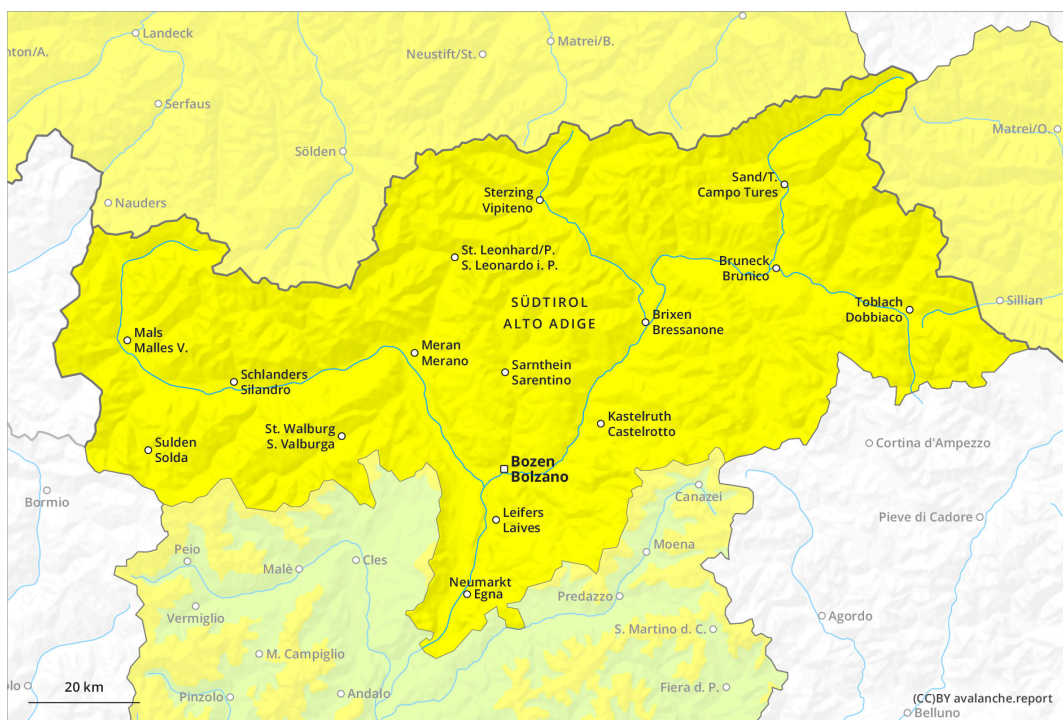 Landeck
Matrei/B.
nton/A.
Neustift/St.
Serfaus
Matrei/O.
Sölden
Sand/T.
Campo Tures
Sterzing
Vipiteno
Nauders
St. Leonhard/P.
S. Leonardo i. P.
Bruneck
Brunico
SÜDTIROL
ALTO ADIGE
Toblach
Dobbiaco
Sillian
Brixen
Bressanone
Mals
Malles V.
Meran
Merano
Sarnthein
Sarentino
Schlanders
Silandro
St. Walburg
S. Valburga
Kastelruth
Castelrotto
Sulden
Solda
Cortina d'Ampezzo
Bozen
Bolzano
Bormio
Canazei
Leifers
Laives
Pieve di Cadore
Peio
Moena
Cles
Malè
Neumarkt
Egna
Predazzo
Vermiglio
Agordo
S. Martino d. C.
M. Campiglio
olo
20 km
Pinzolo
Andalo
Fiera d. P.
(CC)BY avalanche.report
Belluno